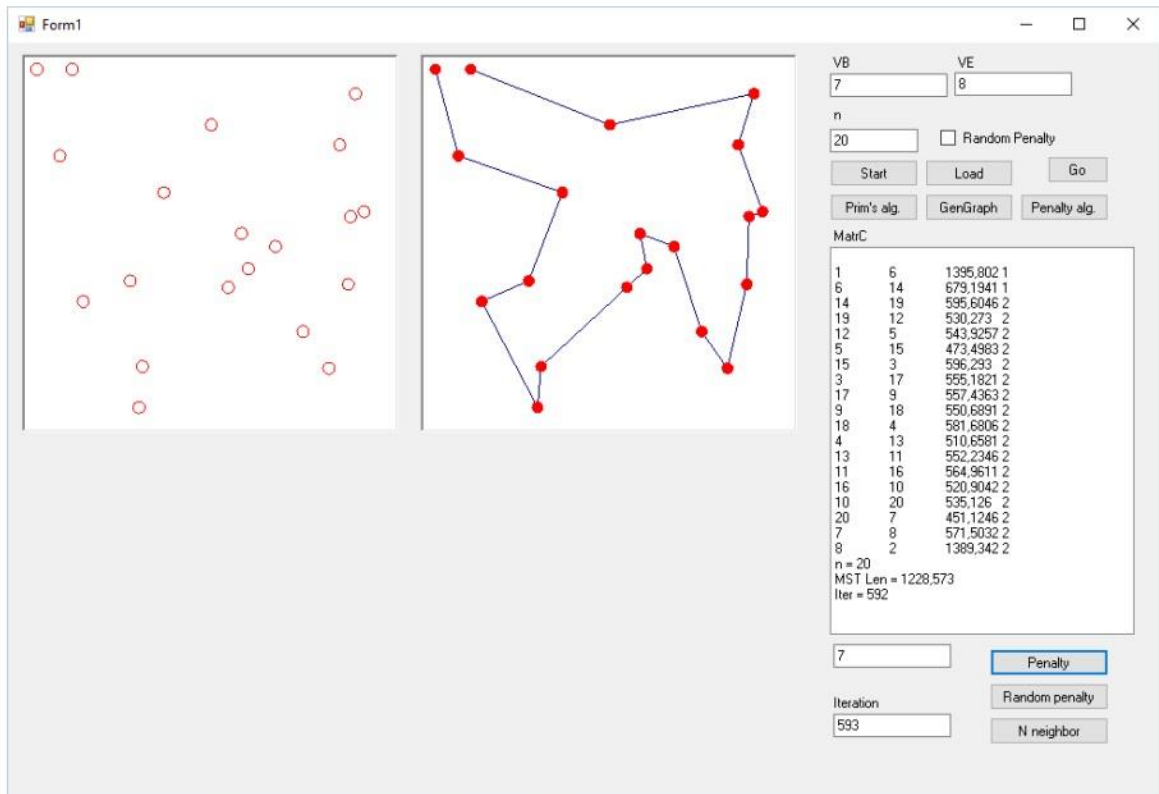 Form1
VB VE
7 8
n
20 Random Penalty
Start Load Go
Prim's alg. GenGraph Penalty alg.
MatrC
1 6 1395,802 1
6 14 679,1941 1
14 19 595,6046 2
19 12 530,273 2
12 5 543,9257 2
5 15 473,4983 2
15 3 596,293 2
3 17 555,1821 2
17 9 557,4363 2
9 18 550,6891 2
18 4 581,6806 2
4 13 510,6581 2
13 11 552,2346 2
11 16 564,9611 2
16 10 520,9042 2
10 20 535,126 2
20 7 451,1246 2
7 8 571,5032 2
8 2 1389,342 2
n = 20
MST Len = 1228,573
Iter = 592
7 Penalty
Random penalty
Iteration
593 N neighbor